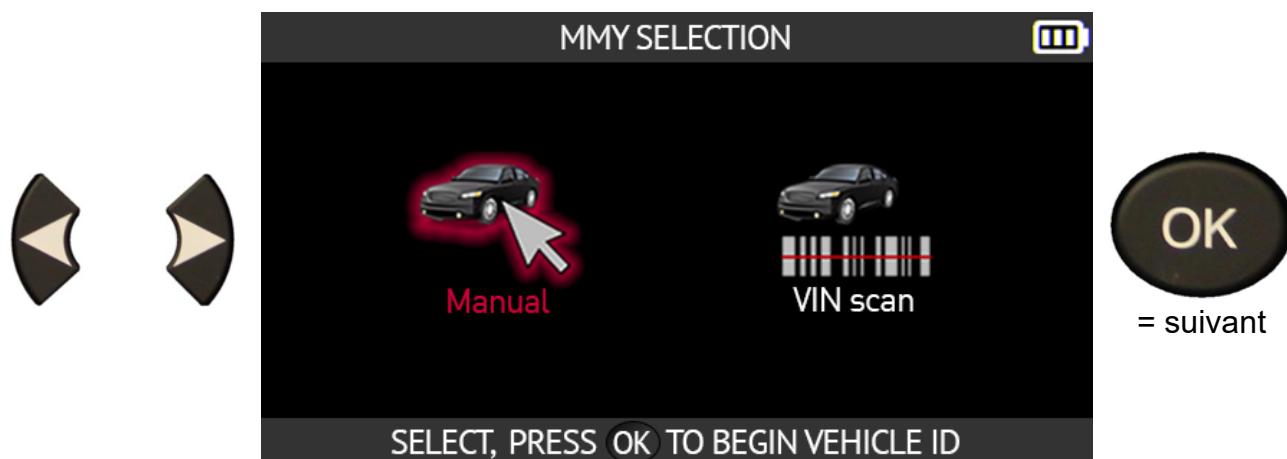 MMY SELECTION
Manual
VIN scan
OK
= suivant
SELECT, PRESS OK TO BEGIN VEHICLE ID